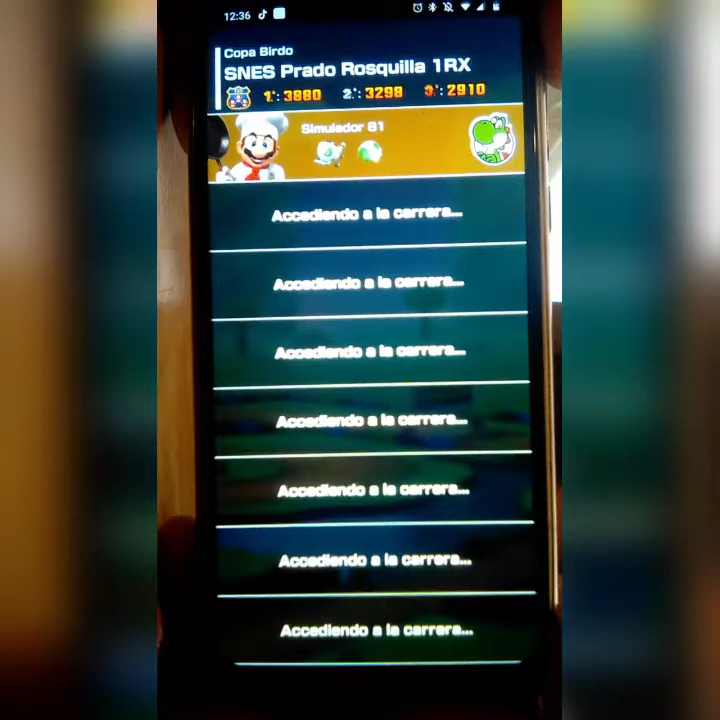 12:36
Copa Birdo
SNES Prado Rosquilla 1RX
1.º: 3880 2.º: 3298 3.º: 2910
Simulador 81
Accediendo a la carrera...
Accediendo a la carrera...
Accediendo a la carrera...
Accediendo a la carrera...
Accediendo a la carrera...
Accediendo a la carrera...
Accediendo a la carrera...